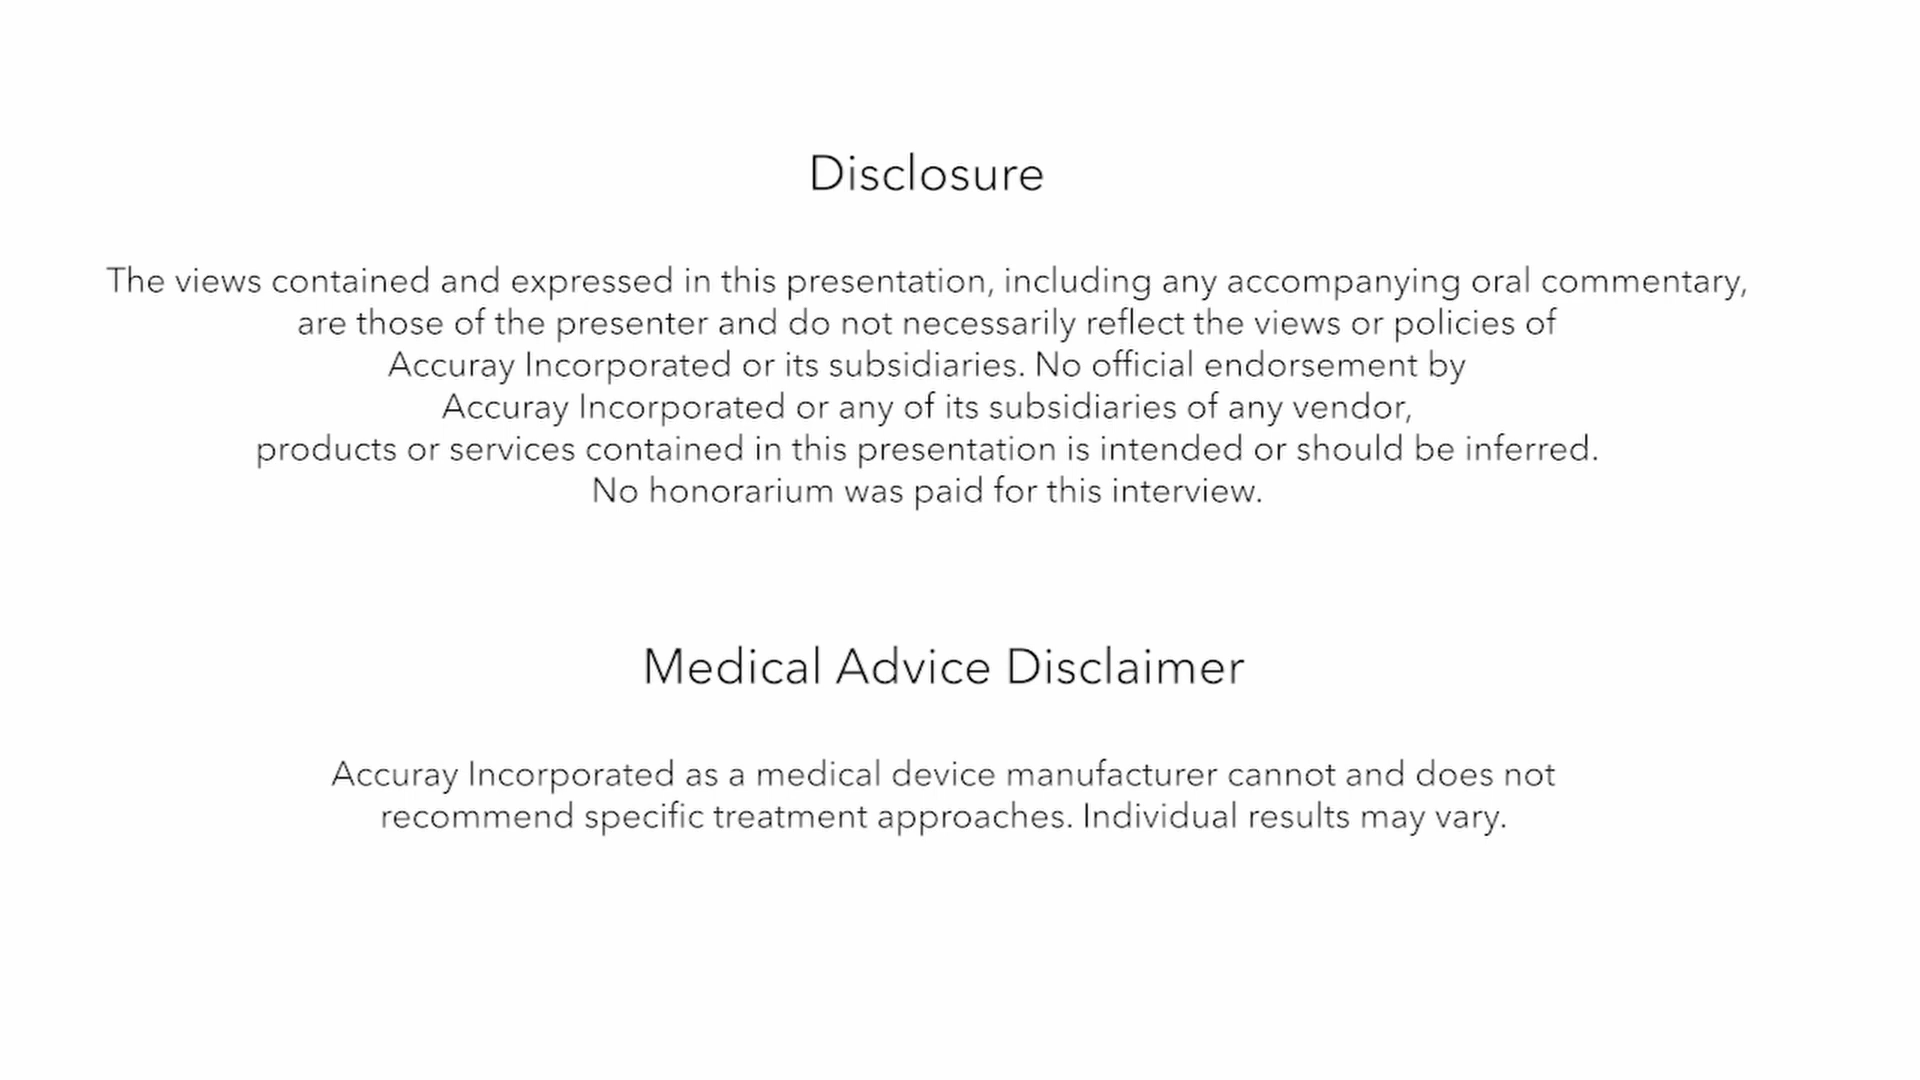 Disclosure
The views contained and expressed in this presentation, including any accompanying oral commentary,
are those of the presenter and do not necessarily reflect the views or policies of
Accuray Incorporated or its subsidiaries. No official endorsement by
Accuray Incorporated or any of its subsidiaries of any vendor,
products or services contained in this presentation is intended or should be inferred.
No honorarium was paid for this interview.
Medical Advice Disclaimer
Accuray Incorporated as a medical device manufacturer cannot and does not
recommend specific treatment approaches. Individual results may vary.